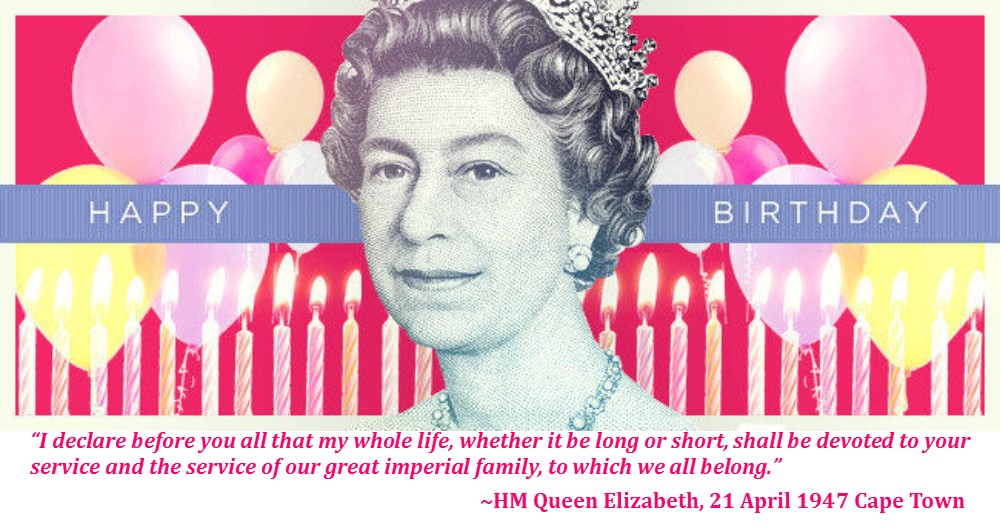 HAPPY BIRTHDAY
“I declare before you all that my whole life, whether it be long or short, shall be devoted to your
service and the service of our great imperial family, to which we all belong.”
~HM Queen Elizabeth, 21 April 1947 Cape Town